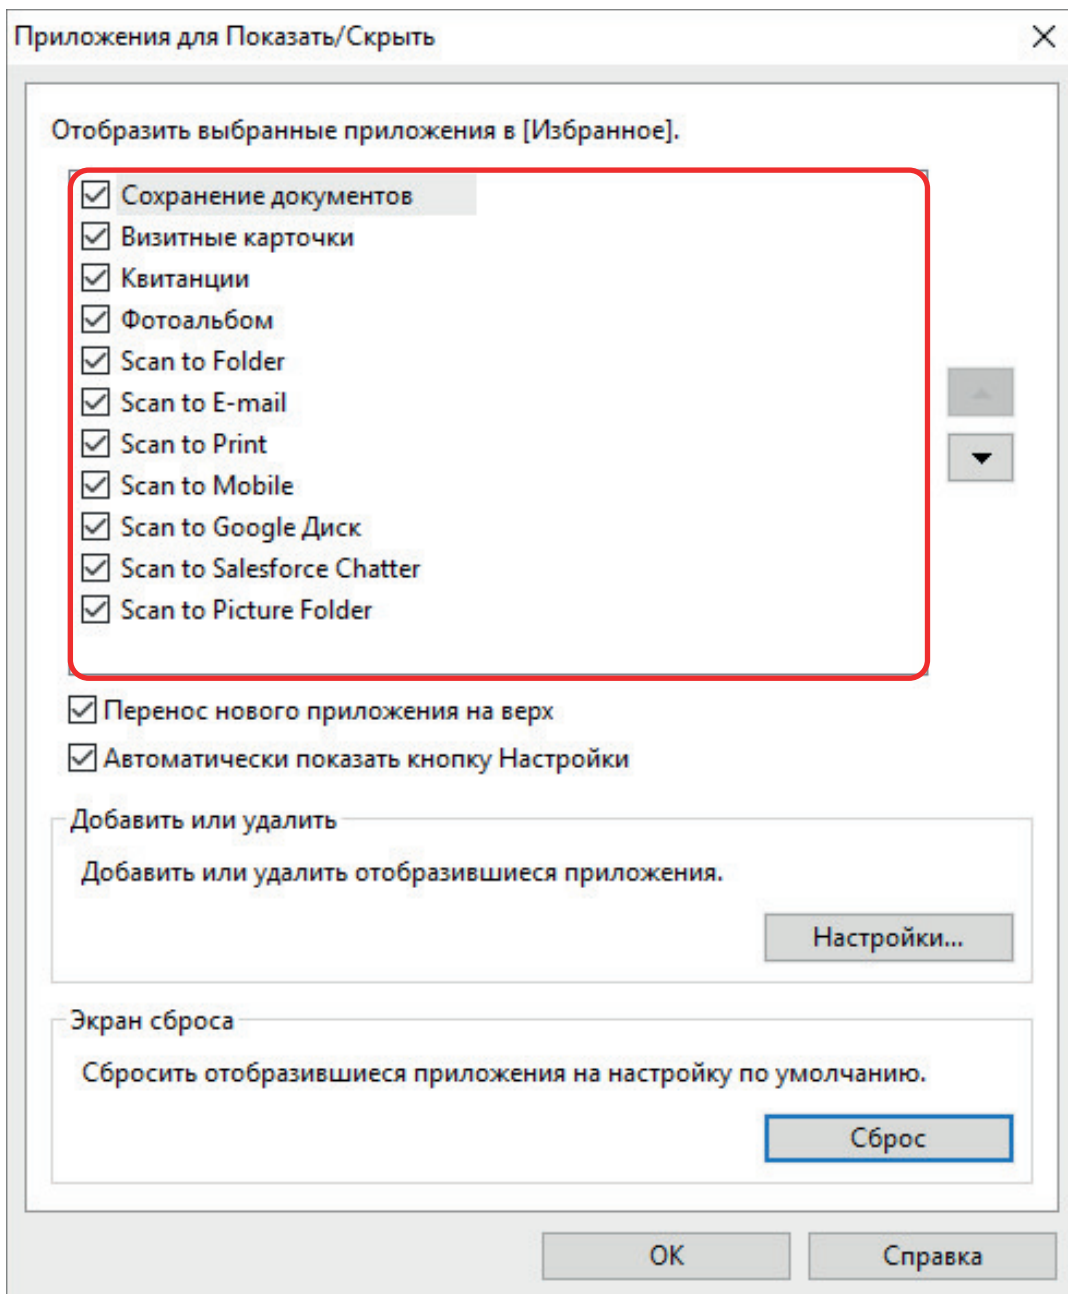 Приложения для Показать/Скрыть
Отобразить выбранные приложения в [Избранное].
Сохранение документов
Визитные карточки
Квитанции
Фотоальбом
Scan to Folder
Scan to E-mail
Scan to Print
Scan to Mobile
Scan to Google Диск
Scan to Salesforce Chatter
Scan to Picture Folder
Перенос нового приложения на верх
Автоматически показать кнопку Настройки
Добавить или удалить
Добавить или удалить отобразившиеся приложения.
Настройки...
Экран сброса
Сбросить отобразившиеся приложения на настройку по умолчанию.
Сброс
OK
Справка